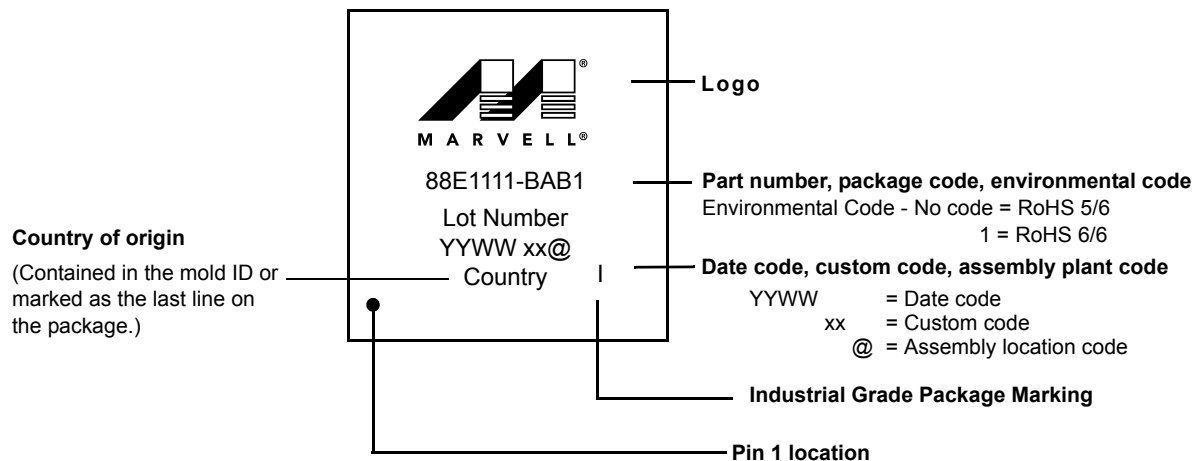 ®
MARVELL®
88E1111-BAB1
Lot Number
YYWW xx@
Country I
Logo
Part number, package code, environmental code
Environmental Code - No code = RoHS 5/6
1 = RoHS 6/6
Date code, custom code, assembly plant code
YYWW = Date code
xx = Custom code
@ = Assembly location code
Industrial Grade Package Marking
Pin 1 location
Country of origin
(Contained in the mold ID or
marked as the last line on
the package.)